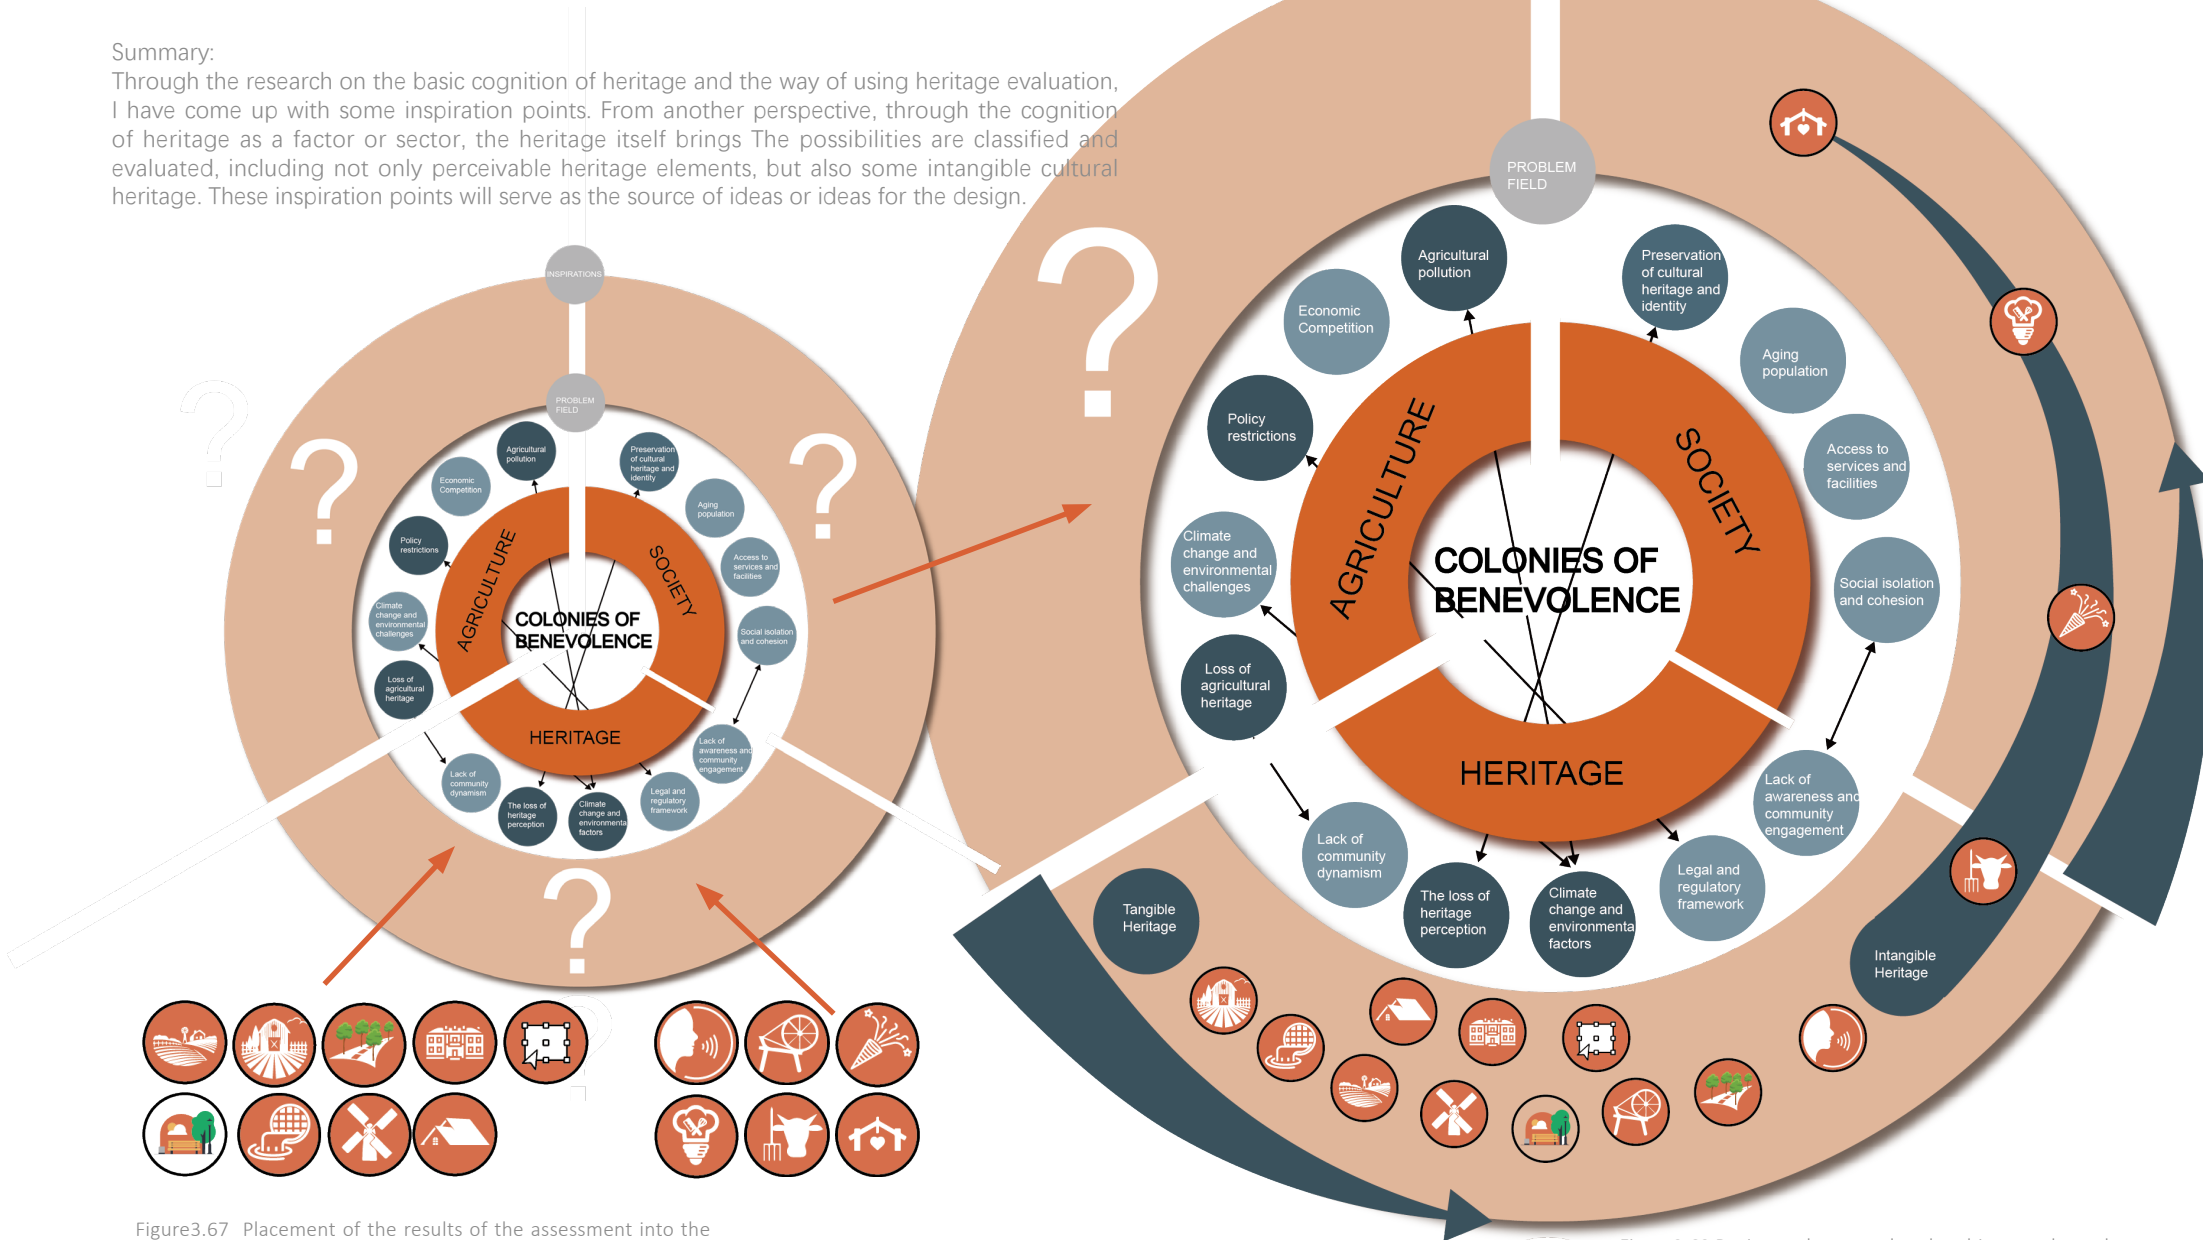 Summary:
Through the research on the basic cognition of heritage and the way of using heritage evaluation,
I have come up with some inspiration points. From another perspective, through the cognition
of heritage as a factor or sector, the heritage itself brings The possibilities are classified and
evaluated, including not only perceivable heritage elements, but also some intangible cultural
heritage. These inspiration points will serve as the source of ideas or ideas for the design.
INSPIRATIONS
PROBLEM
FIELD
Agricultural
pollution
Preservation
of cultural
heritage and
identity
Economic
Competition
Aging
population
Policy
restrictions
Access to
services and
facilities
Climate
change and
environmental
challenges
Social isolation
and cohesion
Loss of
agricultural
heritage
Lack of
awareness and
community
engagement
Lack of
community
dynamism
The loss of
heritage
perception
Climate
change and
environmenta
factors
Legal and
regulatory
framework
AGRICULTURE
SOCIETY
HERITAGE
COLONIES OF
BENEVOLENCE
?
?
?
?
?
PROBLEM
FIELD
Agricultural
pollution
Preservation
of cultural
heritage and
identity
Economic
Competition
Aging
population
Policy
restrictions
Access to
services and
facilities
Climate
change and
environmental
challenges
Social isolation
and cohesion
Loss of
agricultural
heritage
Lack of
awareness and
community
engagement
Lack of
community
dynamism
The loss of
heritage
perception
Climate
change and
environmenta
factors
Legal and
regulatory
framework
AGRICULTURE
SOCIETY
HERITAGE
COLONIES OF
BENEVOLENCE
?
Tangible
Heritage
Intangible
Heritage
Figure3.67 Placement of the results of the assessment into the